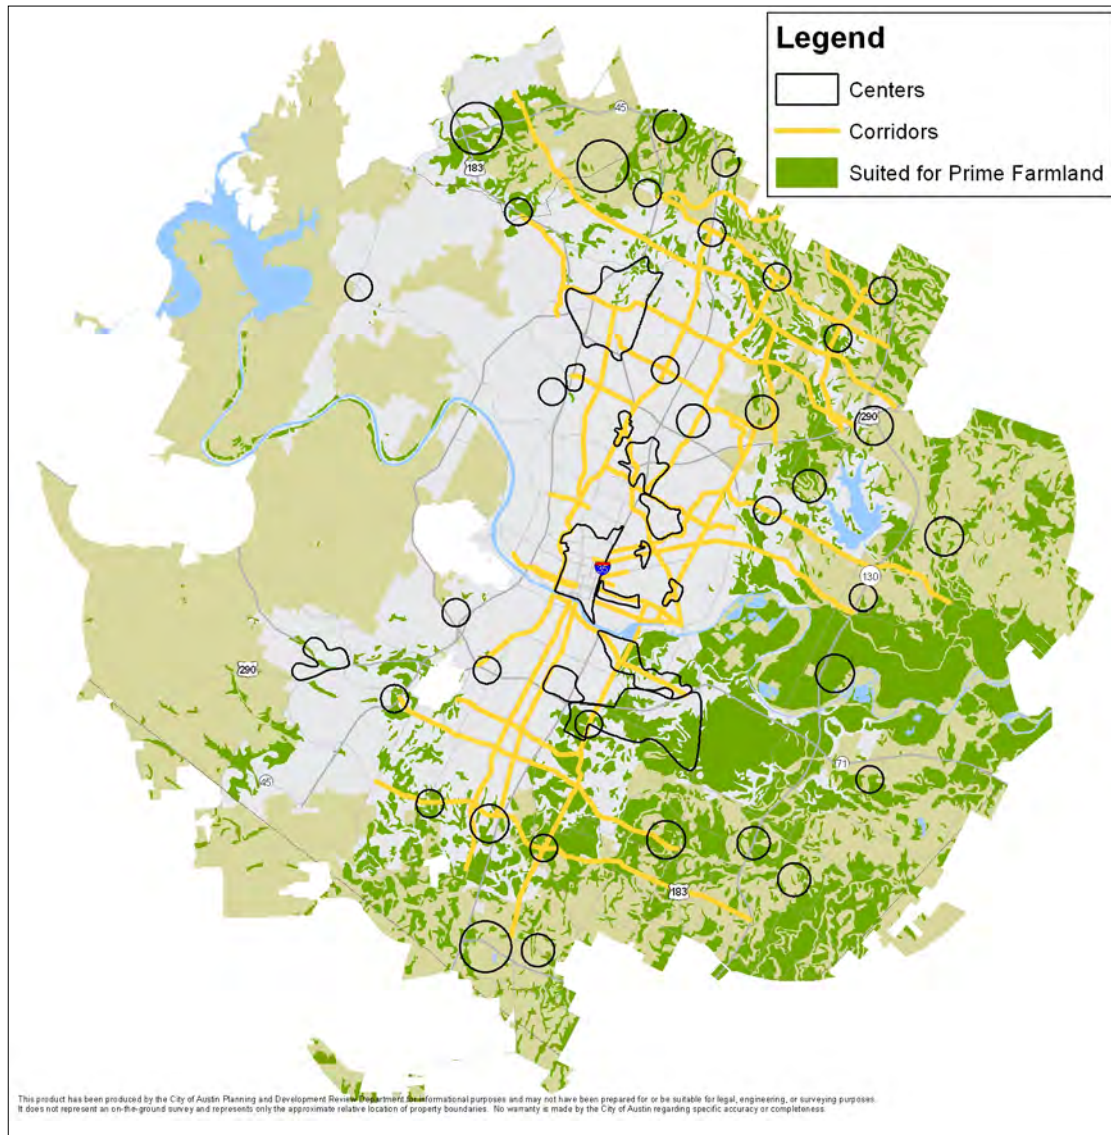 Legend
Centers
Corridors
Suited for Prime Farmland
45
183
290
35
130
290
71
45
183
This product has been produced by the City of Austin Planning and Development Review Department for informational purposes and may not have been prepared for or be suitable for legal, engineering, or surveying purposes.
It does not represent an on-the-ground survey and represents only the approximate relative location of property boundaries. No warranty is made by the City of Austin regarding specific accuracy or completeness.